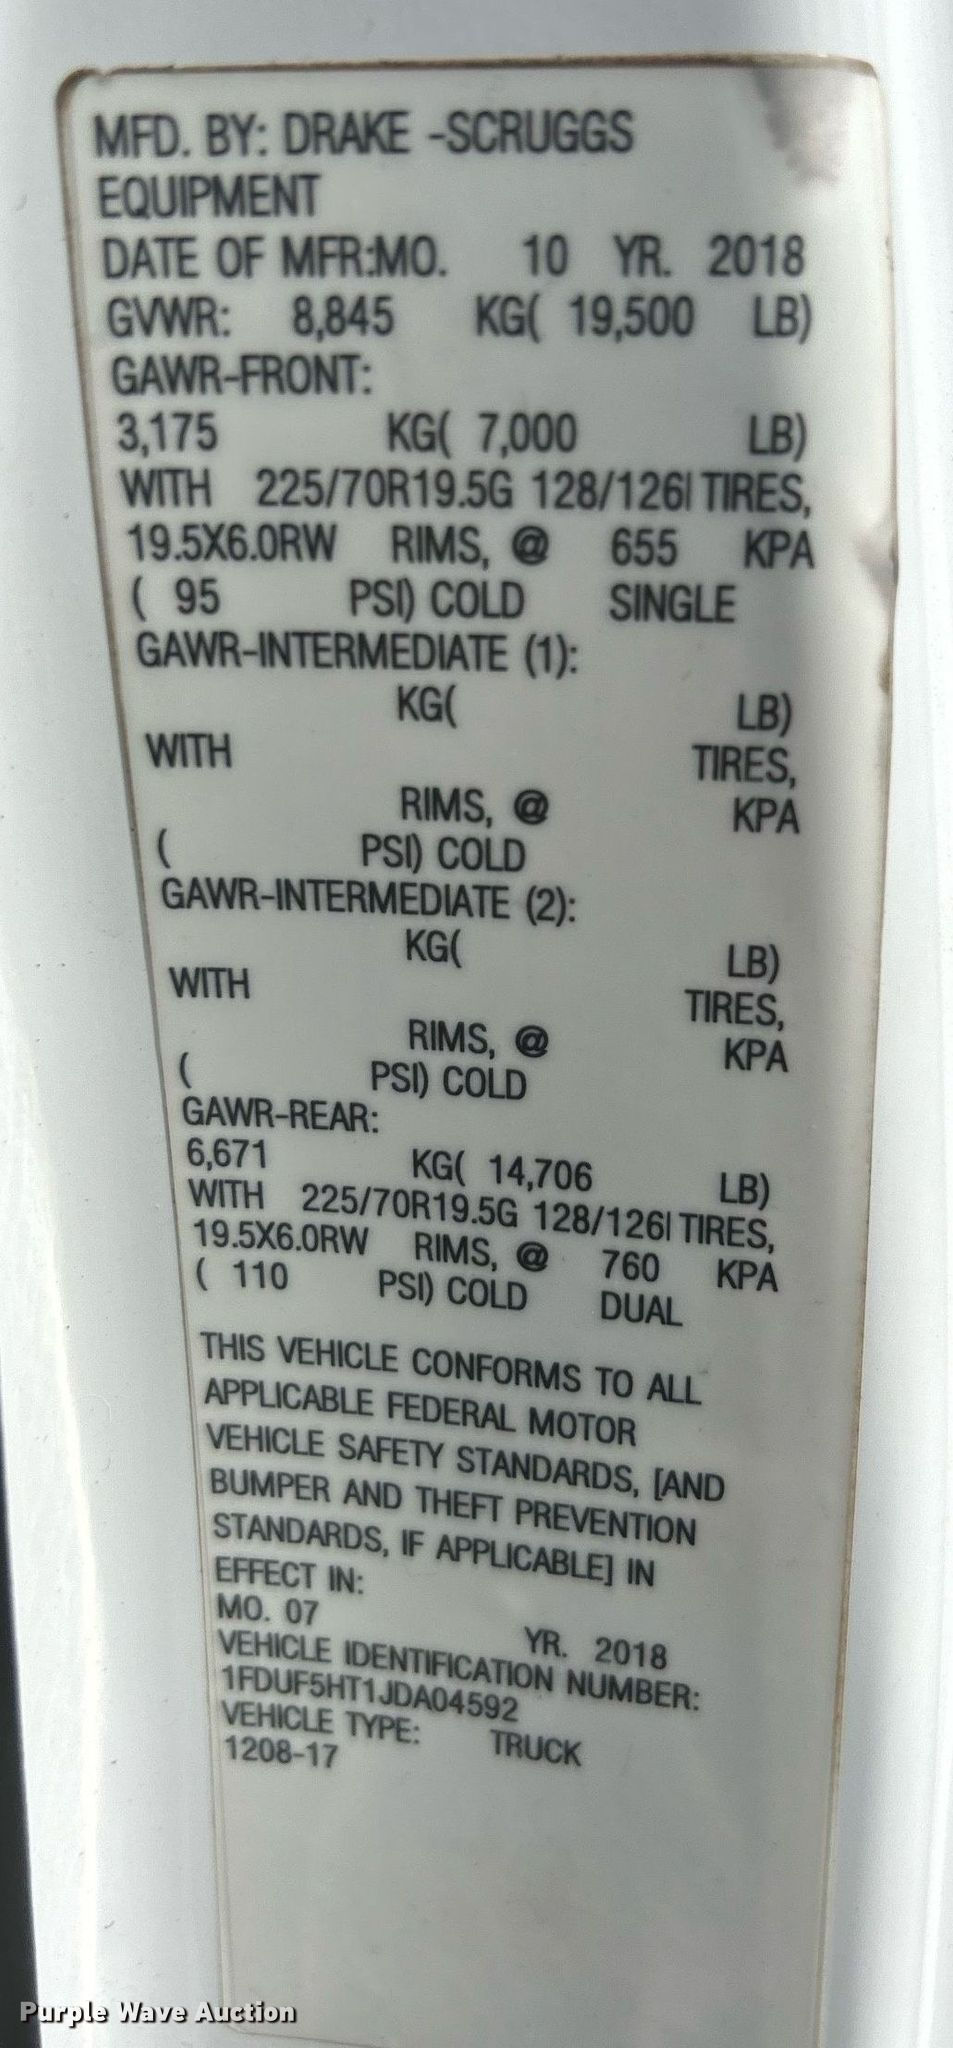 MFD. BY: DRAKE -SCRUGGS
EQUIPMENT
DATE OF MFR:MO. 10 YR. 2018
GVWR: 8,845 KG( 19,500 LB)
GAWR-FRONT:
3,175 KG( 7,000 LB)
WITH 225/70R19.5G 128/126l TIRES,
19.5X6.0RW RIMS, @ 655 KPA
( 95 PSI) COLD SINGLE
GAWR-INTERMEDIATE (1):
KG( LB)
WITH TIRES,
RIMS, @ KPA
( PSI) COLD
GAWR-INTERMEDIATE (2):
KG( LB)
WITH TIRES,
RIMS, @ KPA
( PSI) COLD
GAWR-REAR:
6,671 KG( 14,706 LB)
WITH 225/70R19.5G 128/126l TIRES,
19.5X6.0RW RIMS, @ 760 KPA
( 110 PSI) COLD DUAL
THIS VEHICLE CONFORMS TO ALL
APPLICABLE FEDERAL MOTOR
VEHICLE SAFETY STANDARDS, [AND
BUMPER AND THEFT PREVENTION
STANDARDS, IF APPLICABLE] IN
EFFECT IN:
MO. 07 YR. 2018
VEHICLE IDENTIFICATION NUMBER:
1FDUF5HT1JDA04592
VEHICLE TYPE: TRUCK
1208-17
Purple Wave Auction